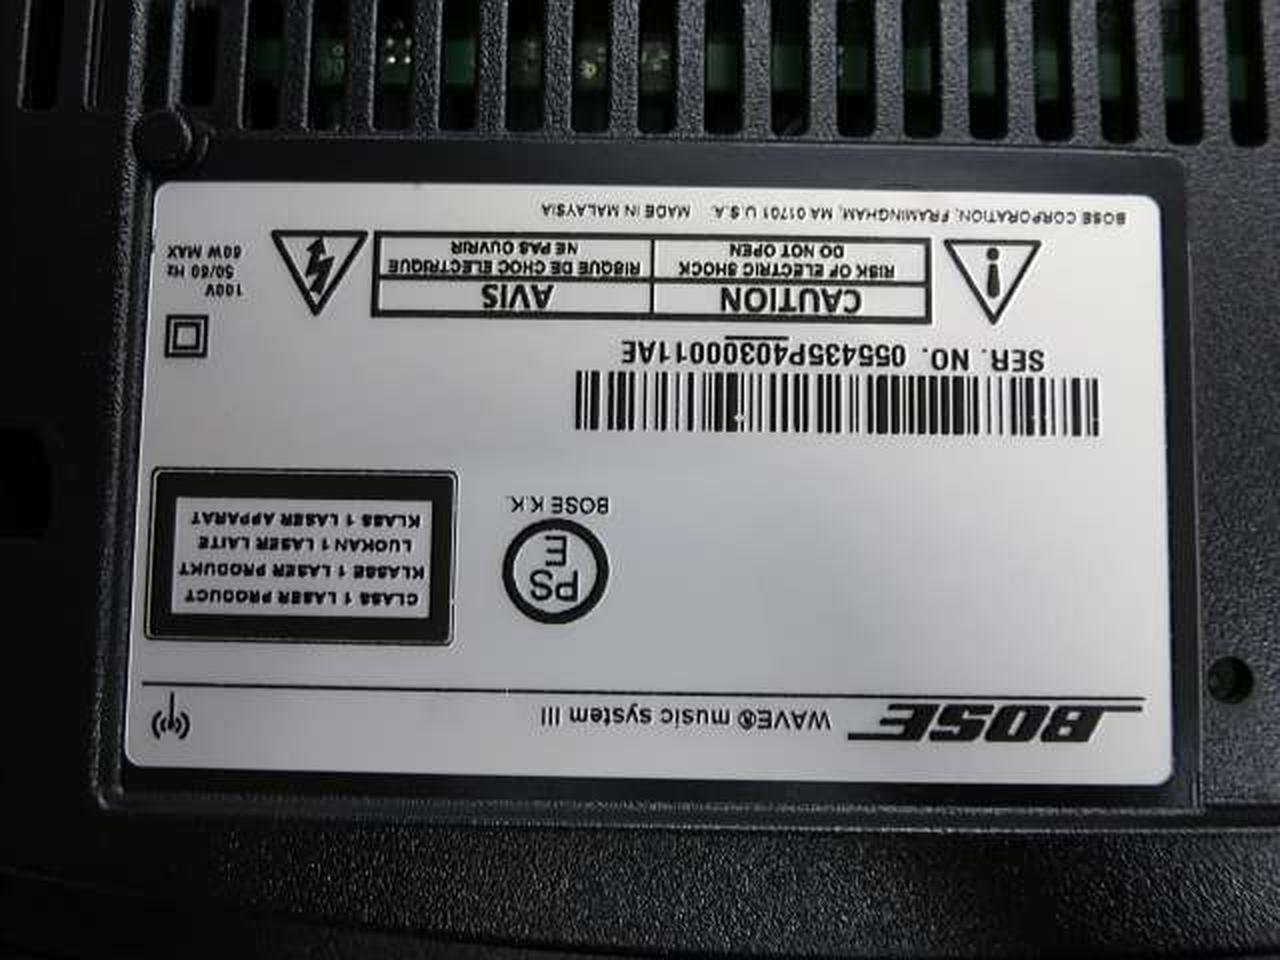 BOSE WAVE® music system III
CLASS 1 LASER PRODUCT
KLASSE 1 LASER PRODUKT
LUOKAN 1 LASER LAITE
KLASS 1 LASER APPARAT
PS
E
BOSE K.K.
SER. NO. 055435P40300011AE
CAUTION
RISK OF ELECTRIC SHOCK
DO NOT OPEN
AVIS
RISQUE DE CHOC ELECTRIQUE
NE PAS OUVRIR
100V
50/60 Hz
60W MAX
BOSE CORPORATION, FRAMINGHAM, MA 01701 U.S.A. MADE IN MALAYSIA